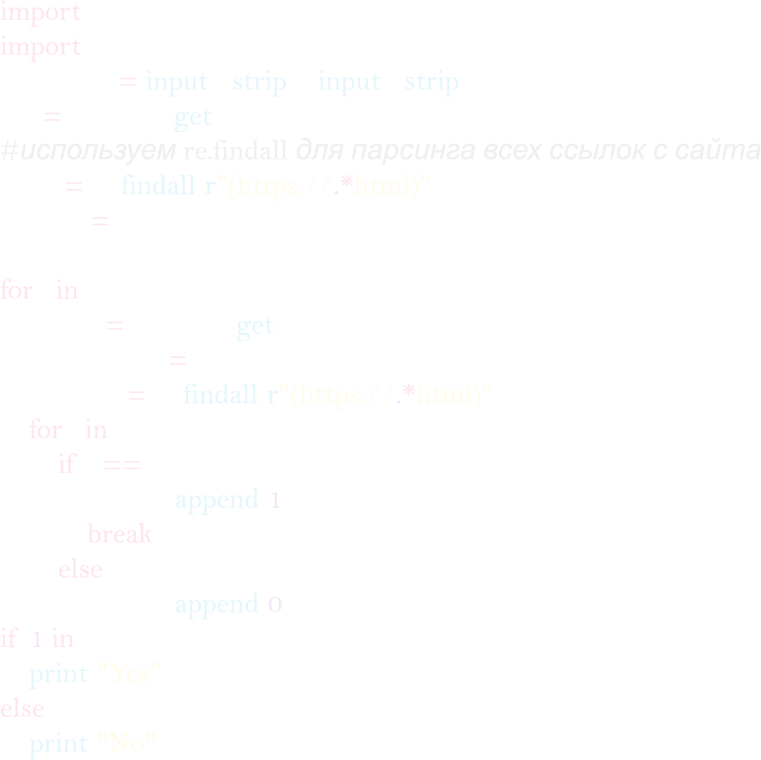 import
import
= input strip input strip
= get
#используем re.findall для парсинга всех ссылок с сайта
= findall r"(https://.*html)"
=
for in
= get
=
= findall r"(https://.*html)"
for in
if ==
append 1
break
else
append 0
if 1 in
print "Yes"
else
print "No"